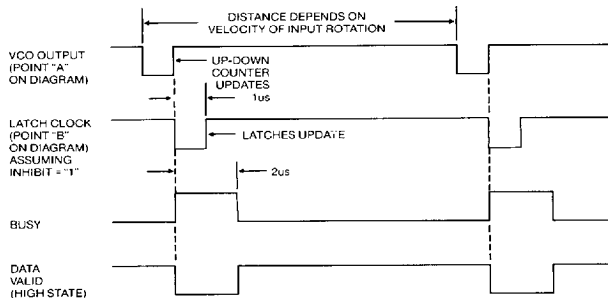 DISTANCE DEPENDS ON
VELOCITY OF INPUT ROTATION
VCO OUTPUT
(POINT "A"
ON DIAGRAM)
UP-DOWN
COUNTER
UPDATES
1us
LATCH CLOCK
(POINT "B"
ON DIAGRAM)
ASSUMING
INHIBIT = "1"
LATCHES UPDATE
2us
BUSY
DATA
VALID
(HIGH STATE)